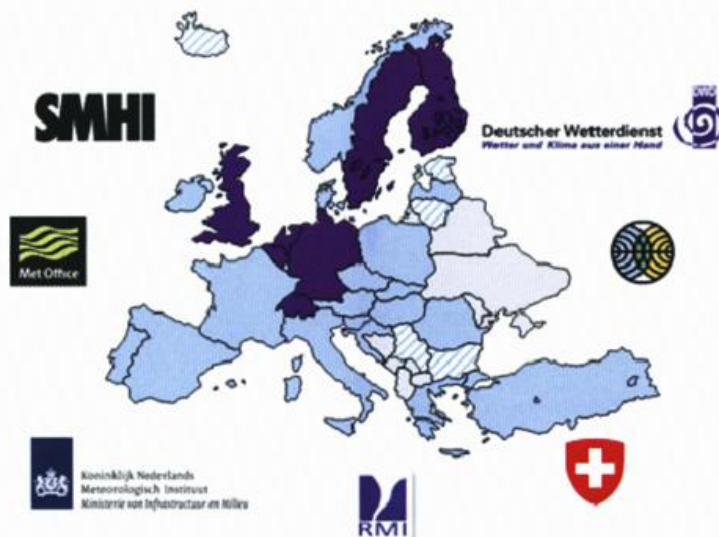 SMHI
Deutscher Wetterdienst
Wetter und Klima aus einer Hand
DWD
Met Office
Koninklijk Nederlands
Meteorologisch Instituut
Ministerie van Infrastructuur en Milieu
RMI